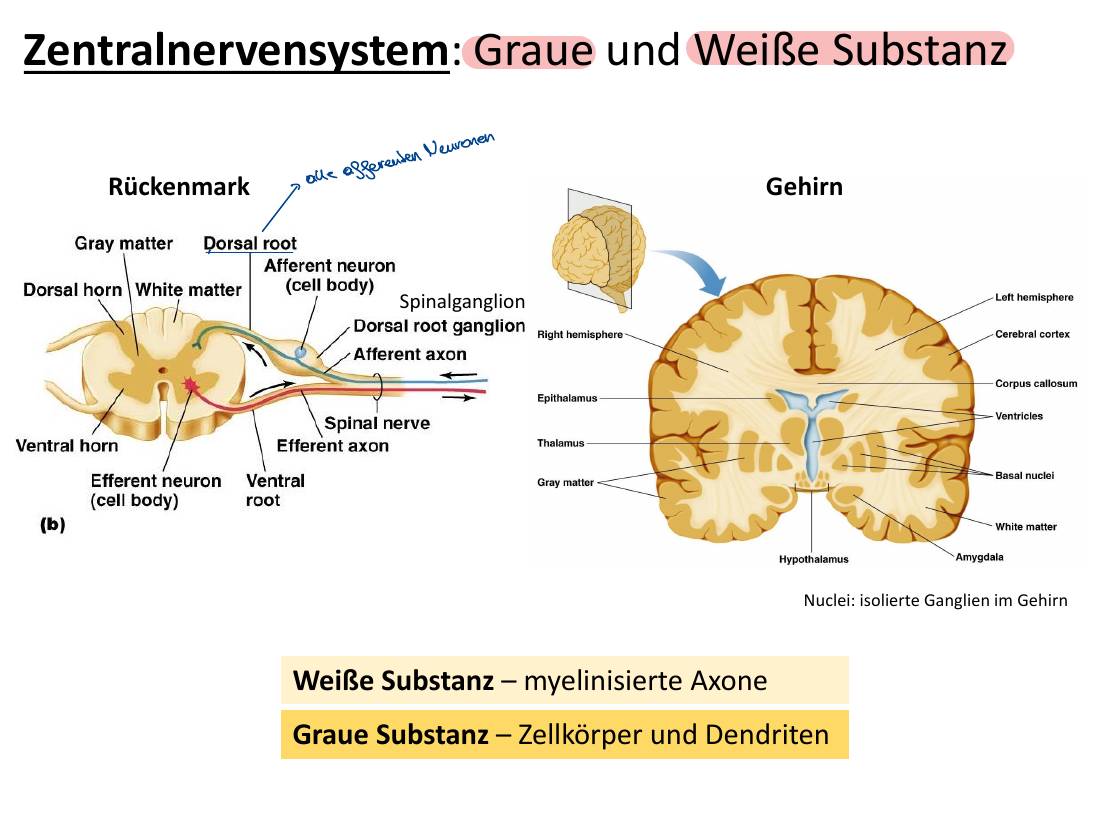 Zentralnervensystem: Graue und Weiße Substanz
alle afferenten Neuronen
Rückenmark
Gray matter
Dorsal root
Afferent neuron
(cell body)
Dorsal horn
White matter
Spinalganglion
Dorsal root ganglion
Afferent axon
Spinal nerve
Ventral horn
Efferent axon
Efferent neuron
(cell body)
Ventral
root
(b)
Gehirn
Left hemisphere
Right hemisphere
Cerebral cortex
Corpus callosum
Epithalamus
Ventricles
Thalamus
Basal nuclei
Gray matter
White matter
Hypothalamus
Amygdala
Nuclei: isolierte Ganglien im Gehirn
Weiße Substanz – myelinisierte Axone
Graue Substanz – Zellkörper und Dendriten